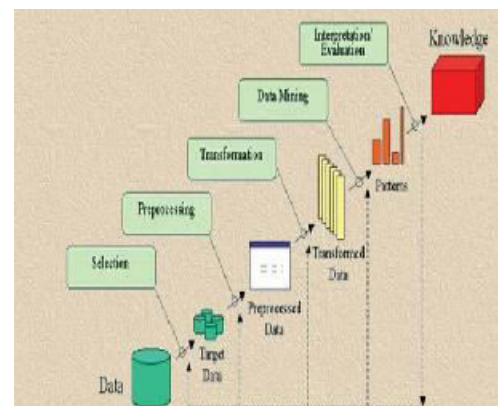 Interpretation/
Evaluation
Knowledge
Data Mining
Transformation
Patterns
Preprocessing
Transformed
Data
Selection
Preprocessed
Data
Target
Data
Data